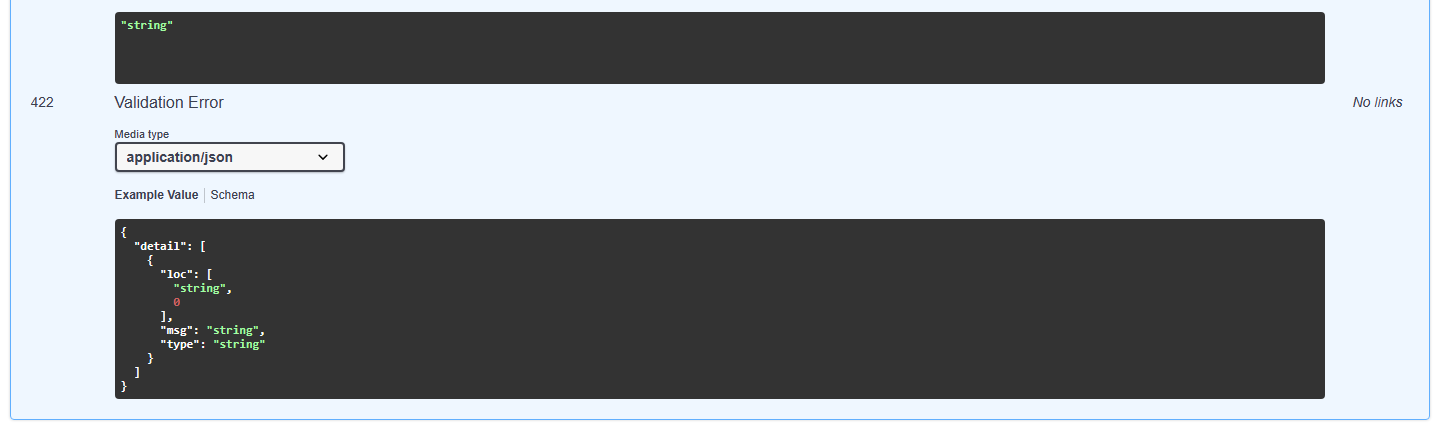 "string"
422 Validation Error No links
Media type
application/json
Example Value Schema
{
  "detail": [
    {
      "loc": [
        "string",
        0
      ],
      "msg": "string",
      "type": "string"
    }
  ]
}